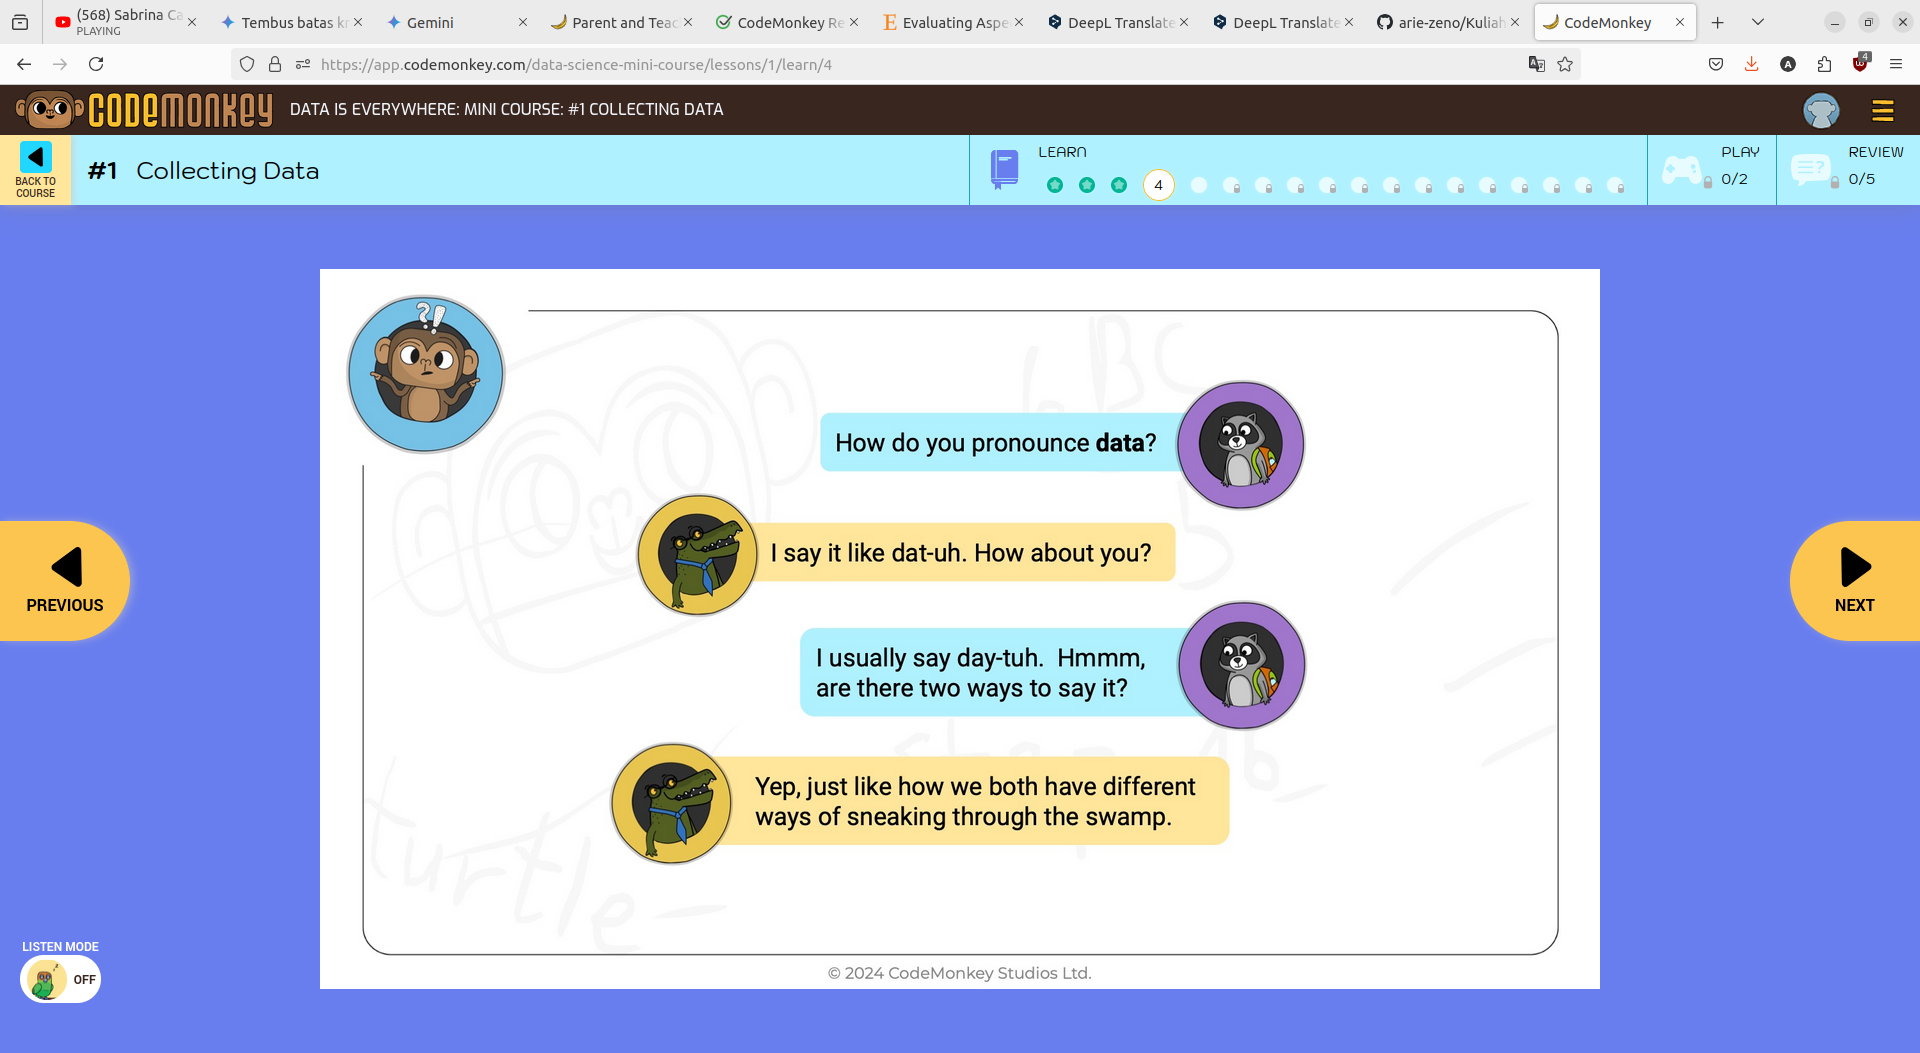 (568) Sabrina Ca
PLAYING
Tembus batas k
Gemini
Parent and Teac
CodeMonkey Re
Evaluating Aspe
DeepL Translate
DeepL Translate
arie-zeno/Kuliah
CodeMonkey
https://app.codemonkey.com/data-science-mini-course/lessons/1/learn/4
4
CODEMONKEY
DATA IS EVERYWHERE: MINI COURSE: #1 COLLECTING DATA
BACK TO
COURSE
#1 Collecting Data
LEARN
4
PLAY
0/2
REVIEW
0/5
?!
How do you pronounce data?
I say it like dat-uh. How about you?
I usually say day-tuh. Hmmm,
are there two ways to say it?
Yep, just like how we both have different
ways of sneaking through the swamp.
turtle
PREVIOUS
NEXT
LISTEN MODE
OFF
© 2024 CodeMonkey Studios Ltd.